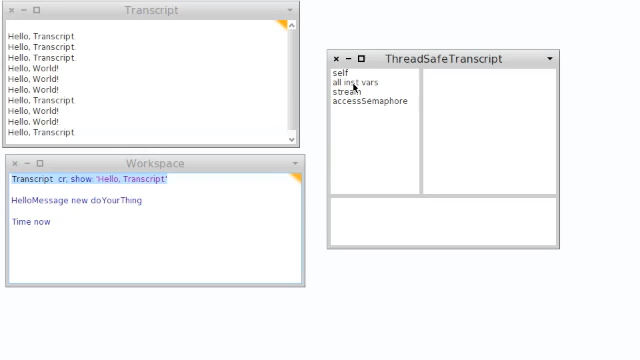 Transcript
Hello, Transcript
Hello, Transcript
Hello, Transcript
Hello, World!
Hello, World!
Hello, World!
Hello, Transcript
Hello, World!
Hello, World!
Hello, Transcript
Workspace
Transcript cr; show: 'Hello, Transcript'
HelloMessage new doYourThing
Time now
ThreadSafeTranscript
self
all inst vars
stream
accessSemaphore